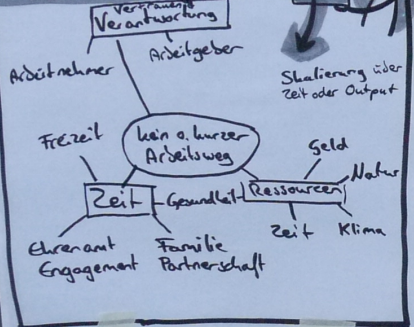 Vertrauen
Verantwortung
Arbeitgeber
Arbeitnehmer
Skalierung über
Zeit oder Output
Freizeit
kein o. kurzer
Arbeitsweg
Geld
Natur
Zeit
Gesundheit
Ressourcen
Zeit
Klima
Ehrenamt
Engagement
Familie
Partnerschaft